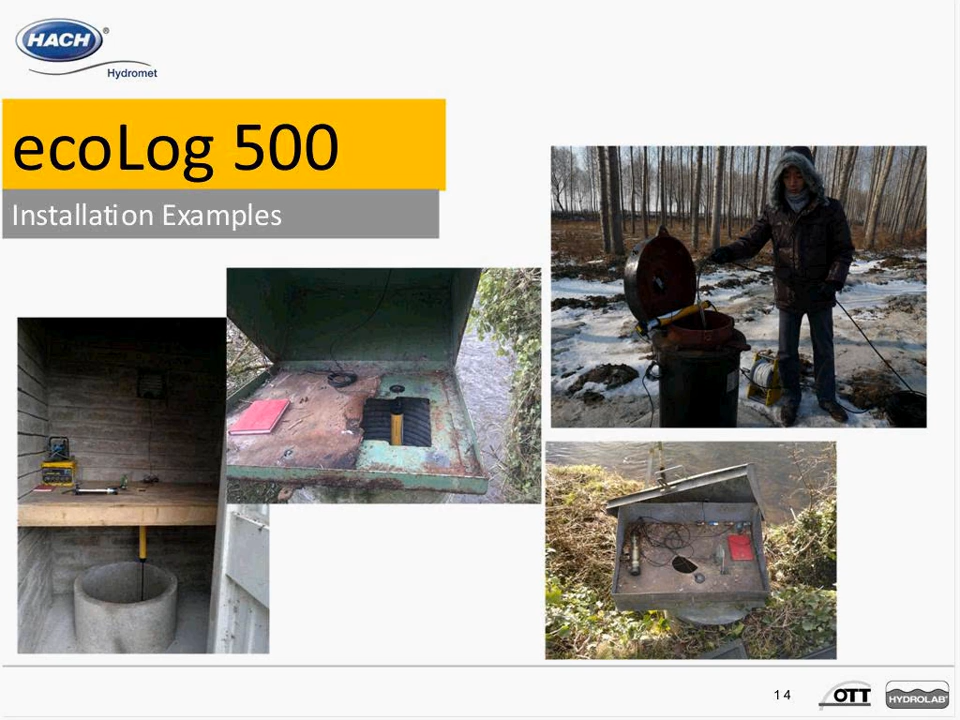 HACH®
Hydromet
ecoLog 500
Installation Examples
14
OTT
HYDROLAB